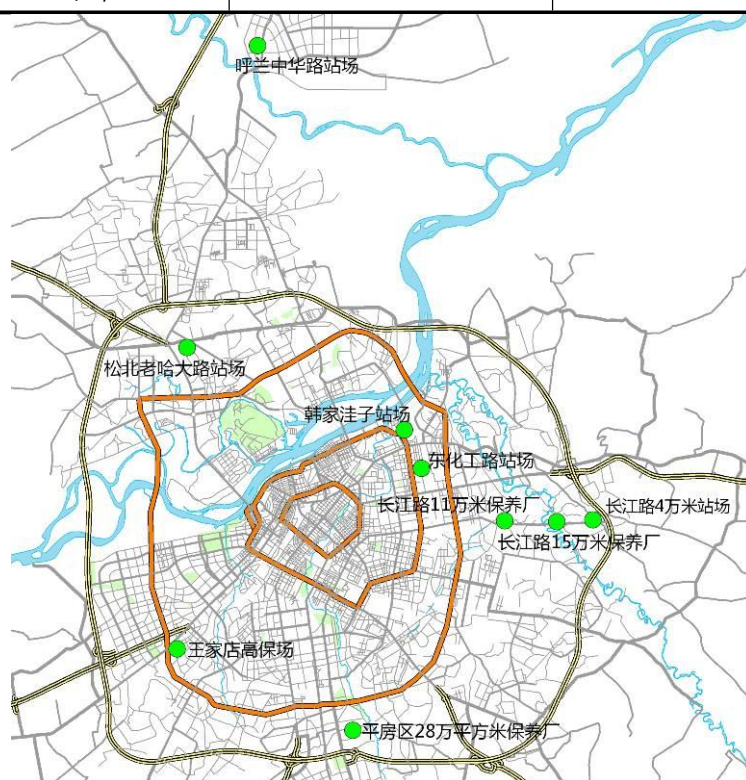 呼兰中华路站场
松北老哈大路站场
韩家洼子站场
东化工路站场
长江路11万米保养厂
长江路4万米站场
长江路15万米保养厂
王家店高保场
平房区28万平方米保养厂